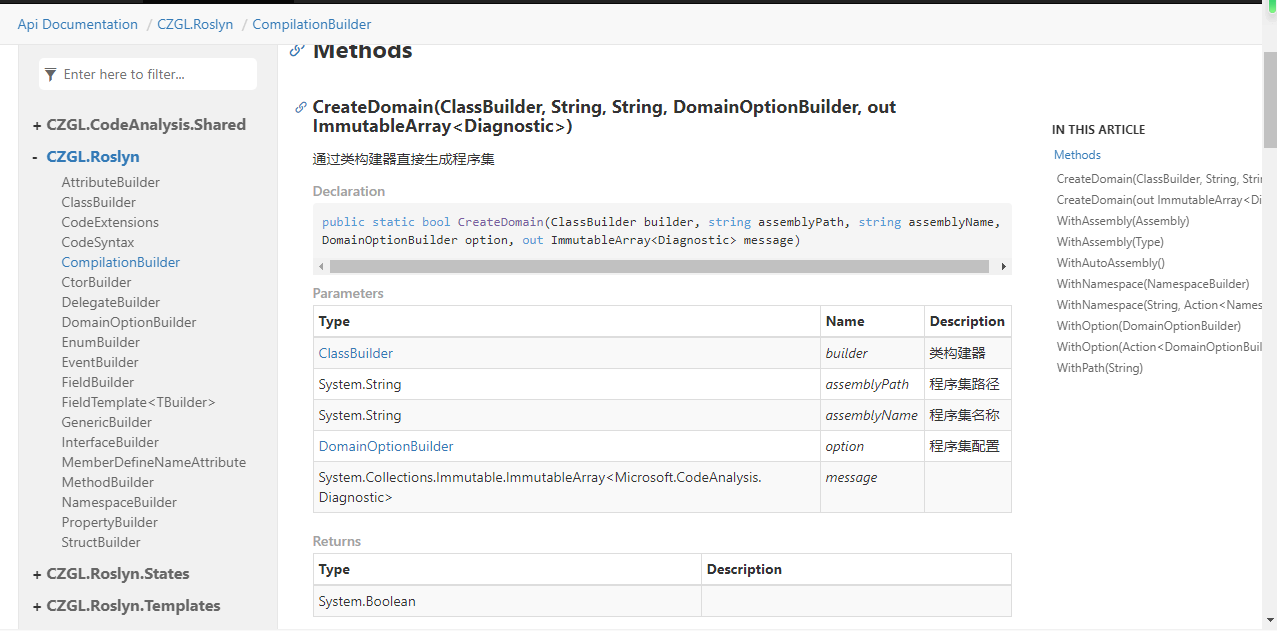 Api Documentation / CZGL.Roslyn / CompilationBuilder
Enter here to filter...
+ CZGL.CodeAnalysis.Shared
- CZGL.Roslyn
AttributeBuilder
ClassBuilder
CodeExtensions
CodeSyntax
CompilationBuilder
CtorBuilder
DelegateBuilder
DomainOptionBuilder
EnumBuilder
EventBuilder
FieldBuilder
FieldTemplate<TBuilder>
GenericBuilder
InterfaceBuilder
MemberDefineNameAttribute
MethodBuilder
NamespaceBuilder
PropertyBuilder
StructBuilder
+ CZGL.Roslyn.States
+ CZGL.Roslyn.Templates
Methods
CreateDomain(ClassBuilder, String, String, DomainOptionBuilder, out
ImmutableArray<Diagnostic>)
通过类构建器直接生成程序集
Declaration
public static bool CreateDomain(ClassBuilder builder, string assemblyPath, string assemblyName,
DomainOptionBuilder option, out ImmutableArray<Diagnostic> message)
Parameters
Type Name Description
ClassBuilder builder 类构建器
System.String assemblyPath 程序集路径
System.String assemblyName 程序集名称
DomainOptionBuilder option 程序集配置
System.Collections.Immutable.ImmutableArray<Microsoft.CodeAnalysis. message
Diagnostic>
Returns
Type Description
System.Boolean
IN THIS ARTICLE
Methods
CreateDomain(ClassBuilder, String, Strin
CreateDomain(out ImmutableArray<Di
WithAssembly(Assembly)
WithAssembly(Type)
WithAutoAssembly()
WithNamespace(NamespaceBuilder)
WithNamespace(String, Action<Names
WithOption(DomainOptionBuilder)
WithOption(Action<DomainOptionBuil
WithPath(String)